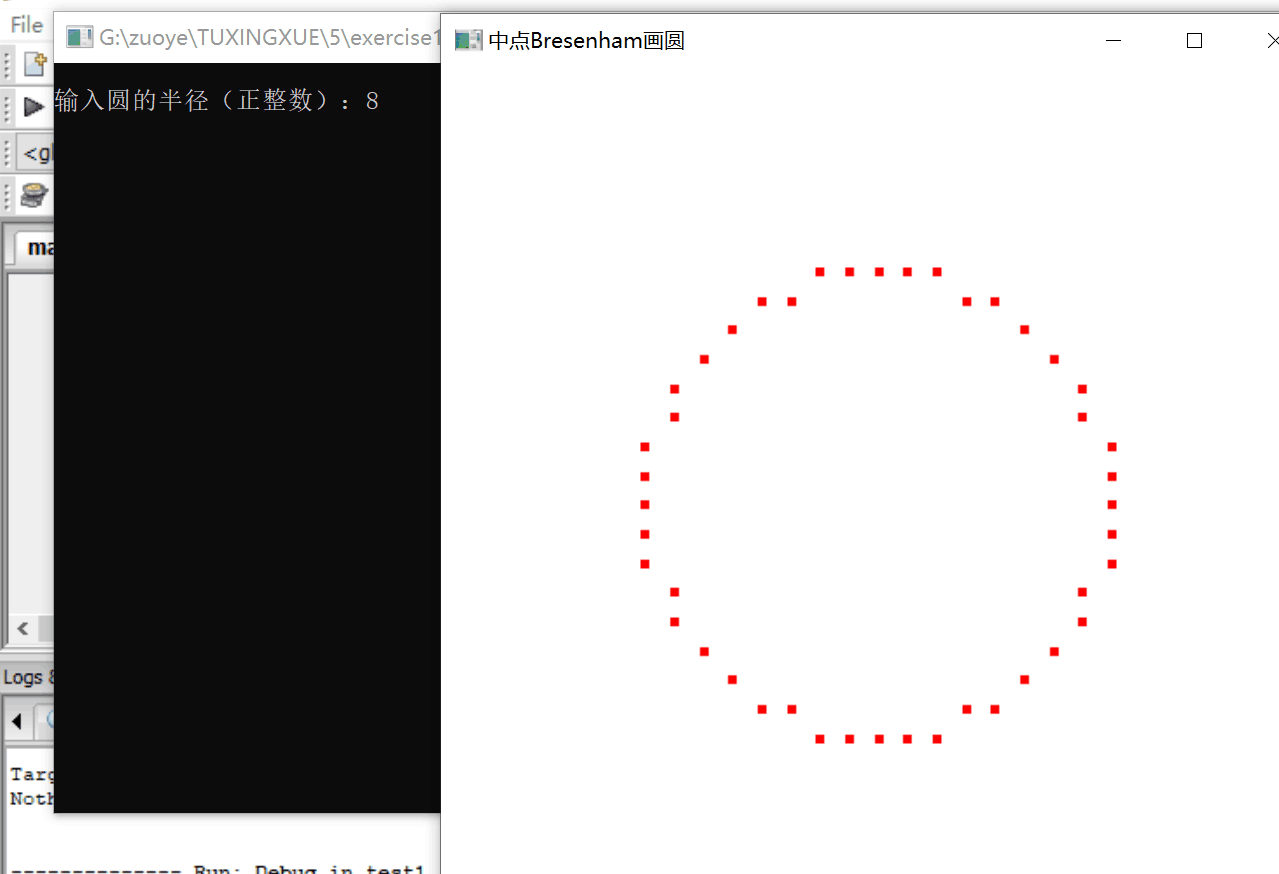 File
G:\zuoye\TUXINGXUE\5\exercise1
中点Bresenham画圆
输入圆的半径（正整数）：8
<gl
ma
Logs &
Targ
Noth
-------------- Run: Debug in test1